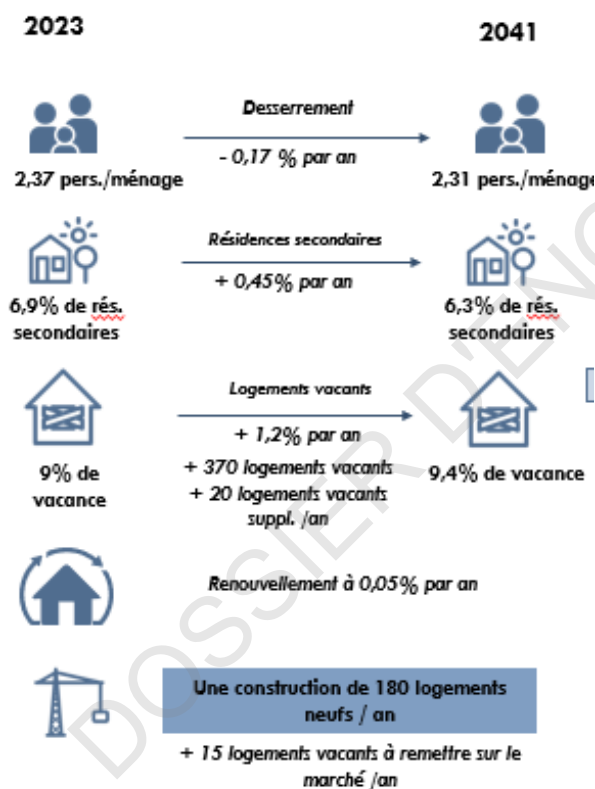 2023
2041
Desserrement
- 0,17 % par an
2,37 pers./ménage
2,31 pers./ménage
Résidences secondaires
+ 0,45% par an
6,9% de rés.
secondaires
6,3% de rés.
secondaires
Logements vacants
+ 1,2% par an
+ 370 logements vacants
+ 20 logements vacants
suppl. /an
9% de
vacance
9,4% de vacance
Renouvellement à 0,05% par an
Une construction de 180 logements
neufs / an
+ 15 logements vacants à remettre sur le
marché /an
DOSSIER D'ENQ